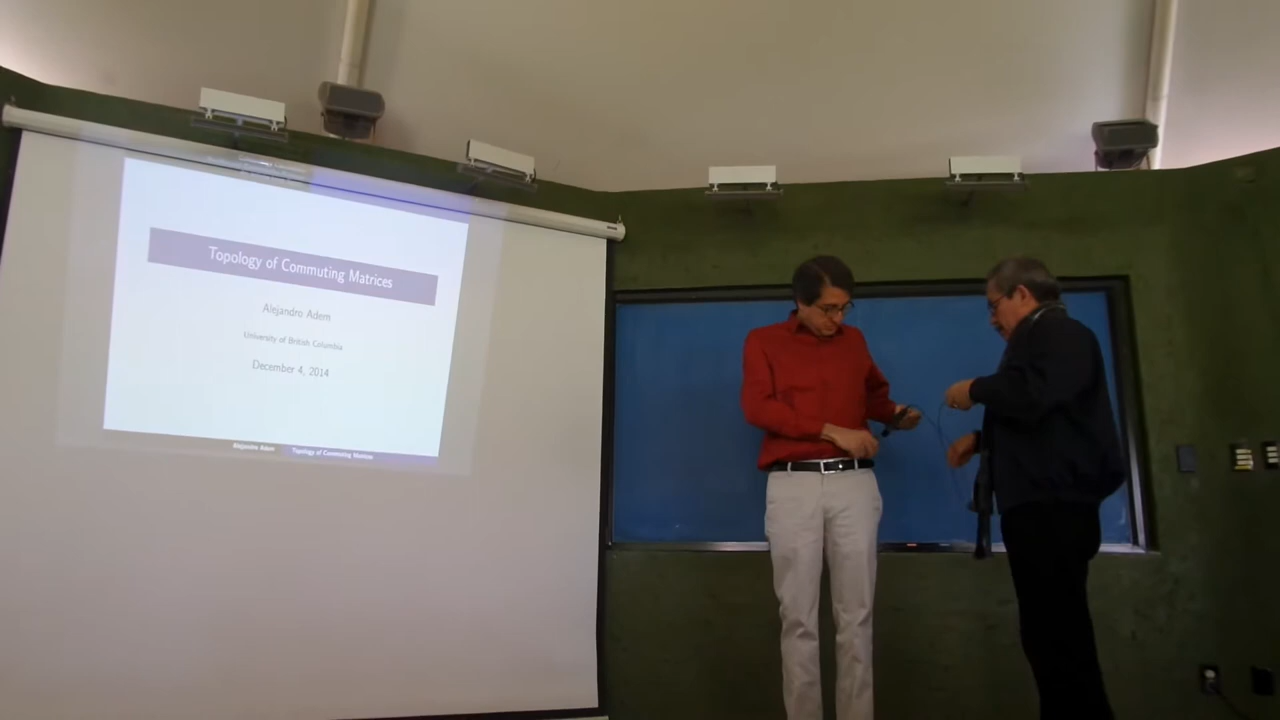 Topology of Commuting Matrices
Alejandro Adem
University of British Columbia
December 4, 2014
Alejandro Adem
Topology of Commuting Matrices